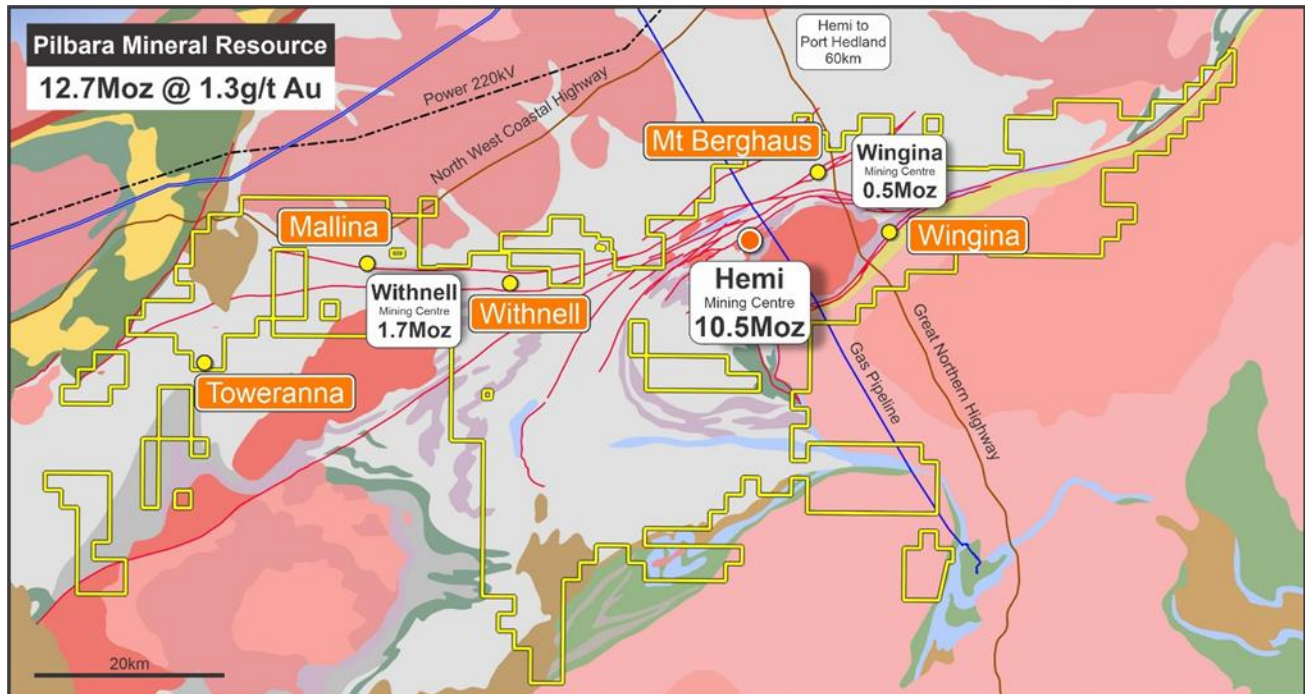 Pilbara Mineral Resource
12.7Moz @ 1.3g/t Au
Power 220kV
North West Coastal Highway
Hemi to
Port Hedland
60km
Mt Berghaus
Wingina
Mining Centre
0.5Moz
Mallina
Wingina
Withnell
Mining Centre
1.7Moz
Withnell
Hemi
Mining Centre
10.5Moz
Toweranna
Gas Pipeline
Great Northern Highway
20km